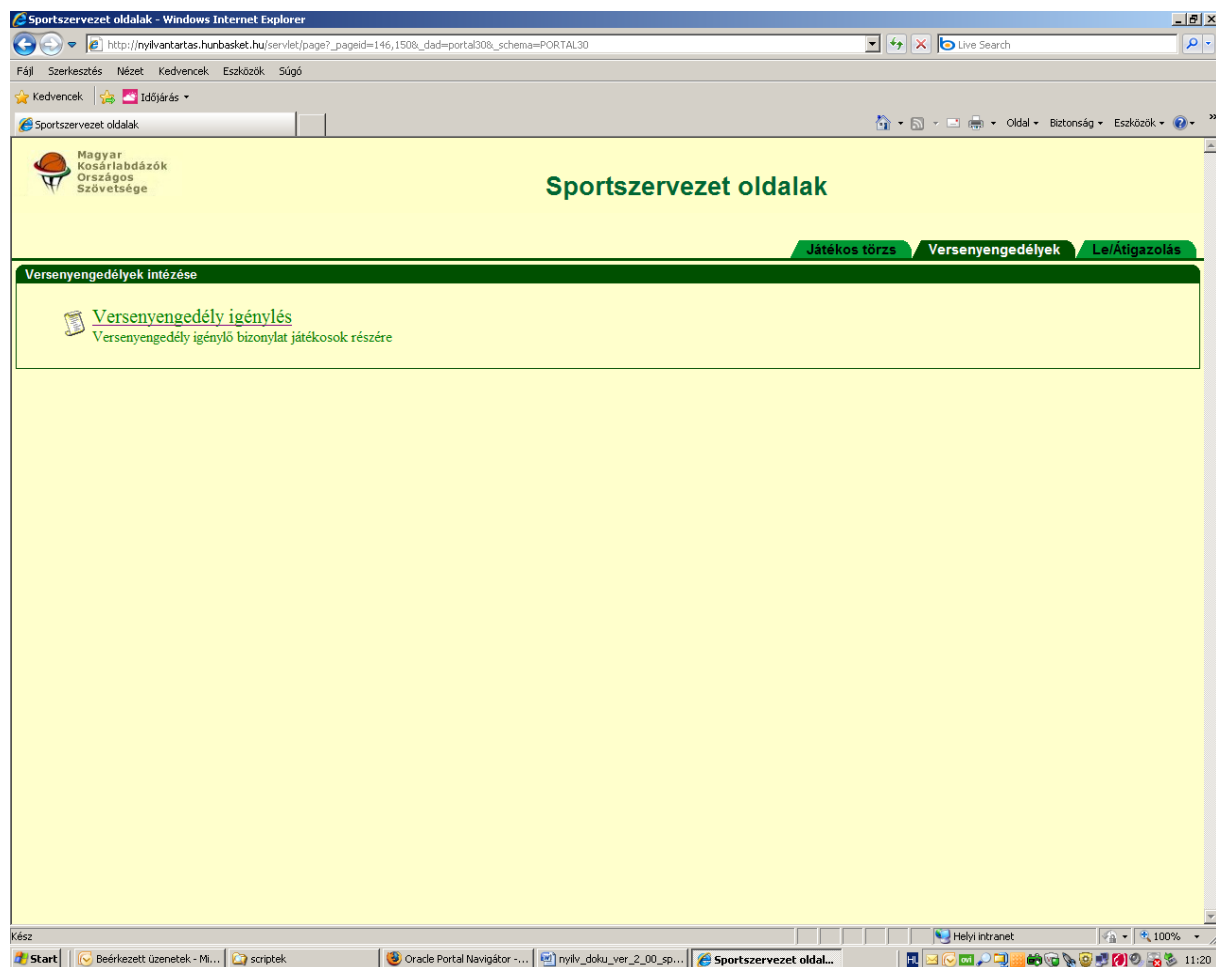 Sportszervezet oldalak - Windows Internet Explorer
http://nyilvantartas.hunbasket.hu/servlet/page?_pageid=146,150&_dad=portal30&_schema=PORTAL30
Live Search
Fájl Szerkesztés Nézet Kedvencek Eszközök Súgó
Kedvencek Időjárás
Sportszervezet oldalak
Oldal Biztonság Eszközök
Magyar
Kosárlabdázók
Országos
Szövetsége
Sportszervezet oldalak
Játékos törzs Versenyengedélyek Le/Átigazolás
Versenyengedélyek intézése
Versenyengedély igénylés
Versenyengedély igénylő bizonylat játékosok részére
Kész
Helyi intranet
100%
Start
Beérkezett üzenetek - Mi...
scriptek
Oracle Portal Navigátor -...
nyilv_doku_ver_2_00_sp...
Sportszervezet oldal...
11:20